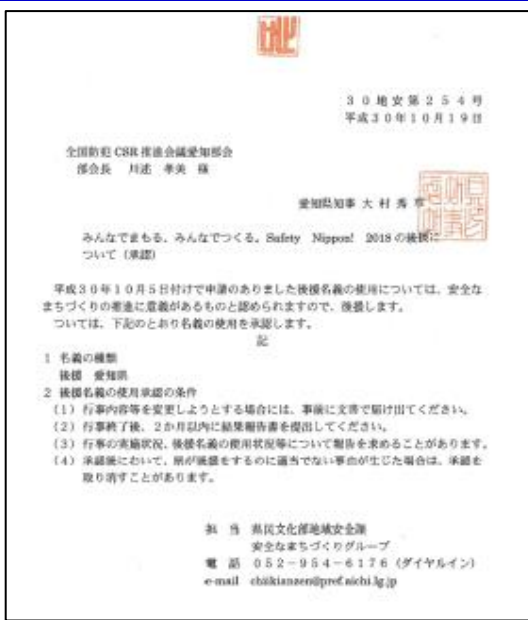 30地安第254号
平成30年10月19日
全国防犯CSR推進会議愛知部会
部会長 川述 孝美 様
愛知県知事 大村秀章
みんなでまもる、みんなでつくる。Safety Nippon! 2018の後援に
ついて（承認）
平成30年10月5日付けで申請のありました後援名義の使用については、安全な
まちづくりの推進に意義があるものと認められますので、後援します。
ついては、下記のとおり名義の使用を承認します。
記
1 名義の種類
後援 愛知県
2 後援名義の使用承認の条件
(1) 行事内容等を変更しようとする場合には、事前に文書で届け出てください。
(2) 行事終了後、2か月以内に結果報告書を提出してください。
(3) 行事の実施状況、後援名義の使用状況等について報告を求めることがあります。
(4) 承認後において、県が後援をするのに適当でない事由が生じた場合は、承認を
取り消すことがあります。
担 当 県民文化部地域安全課
安全なまちづくりグループ
電 話 052-954-6176（ダイヤルイン）
e-mail chiikianzen@pref.aichi.lg.jp